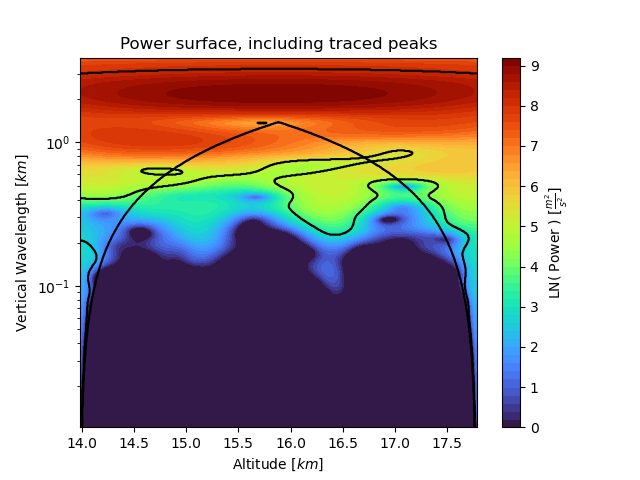 Power surface, including traced peaks
Vertical Wavelength [km]
10⁰
10⁻¹
14.0 14.5 15.0 15.5 16.0 16.5 17.0 17.5
Altitude [km]
9
8
7
6
5
4
3
2
1
0
LN( Power ) [m²/s²]